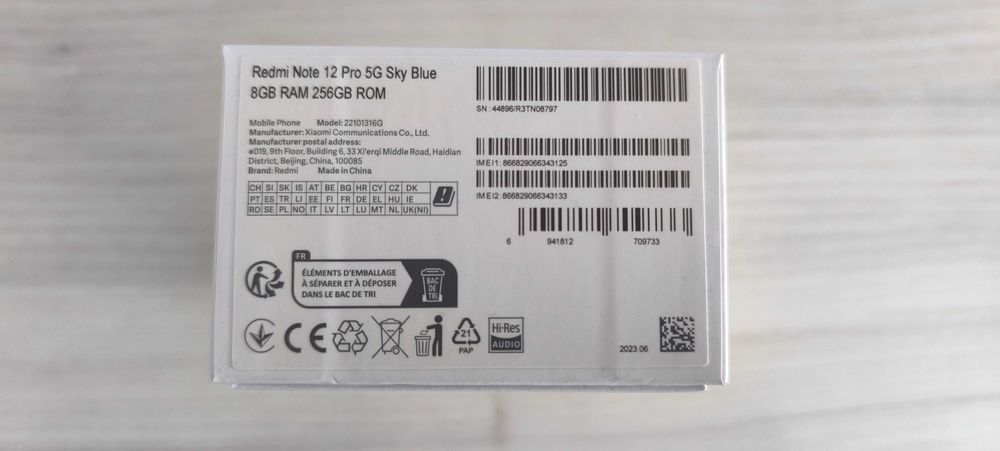 Redmi Note 12 Pro 5G Sky Blue
8GB RAM 256GB ROM
Mobile Phone Model: 22101316G
Manufacturer: Xiaomi Communications Co., Ltd.
Manufacturer postal address:
#019, 9th Floor, Building 6, 33 Xi'erqi Middle Road, Haidian
District, Beijing, China, 100085
Brand: Redmi Made in China
CH SI SK IS AT BE BG HR CY CZ DK
PT ES TR LI EE FI FR DE EL HU IE
RO SE PL NO IT LV LT LU MT NL UK(NI)
SN: 44896/R3TN08797
IMEI1: 866829066343125
IMEI2: 866829066343133
6 941812 709733
FR
ÉLÉMENTS D'EMBALLAGE
À SÉPARER ET À DÉPOSER
DANS LE BAC DE TRI
BAC
DE
TRI
CE
21
PAP
Hi-Res
AUDIO
2023.06